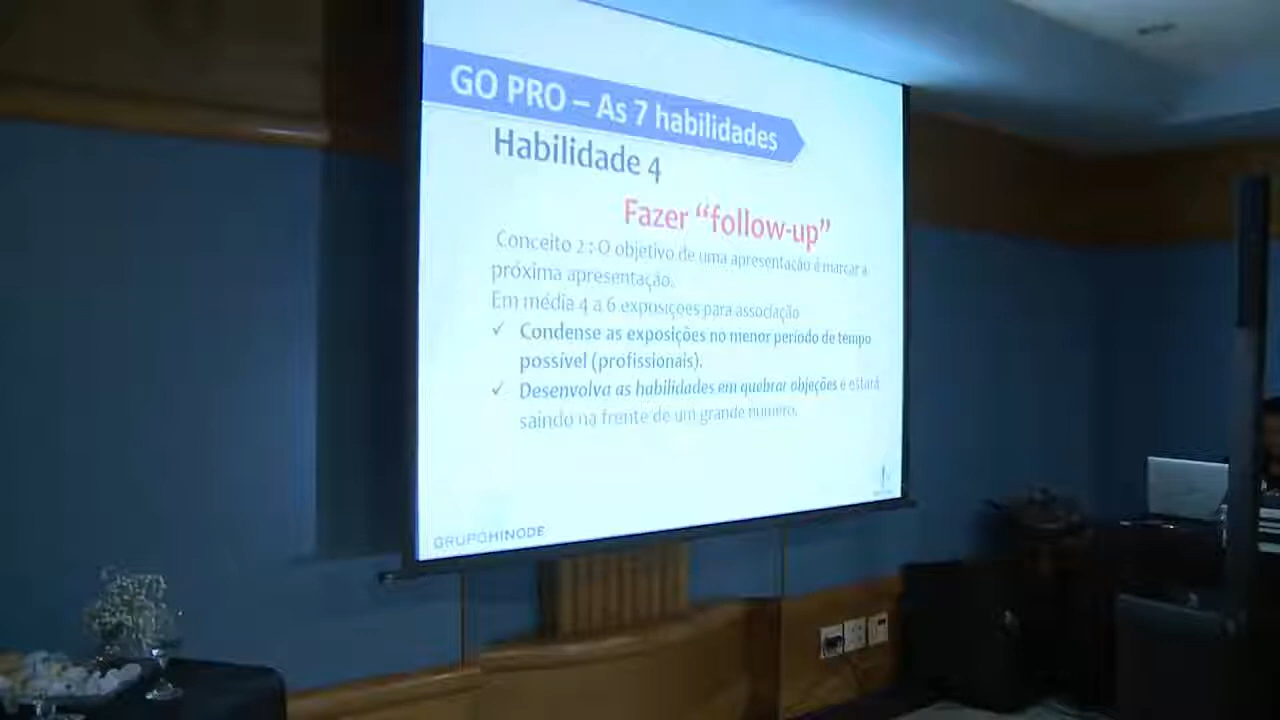 GO PRO – As 7 habilidades
Habilidade 4
Fazer “follow-up”
Conceito 2 : O objetivo de uma apresentação é marcar a
próxima apresentação.
Em média 4 a 6 exposições para associação
✓ Condense as exposições no menor período de tempo
possível (profissionais).
✓ Desenvolva as habilidades em quebrar objeções e estará
saindo na frente de um grande número.
GRUPOHINODE